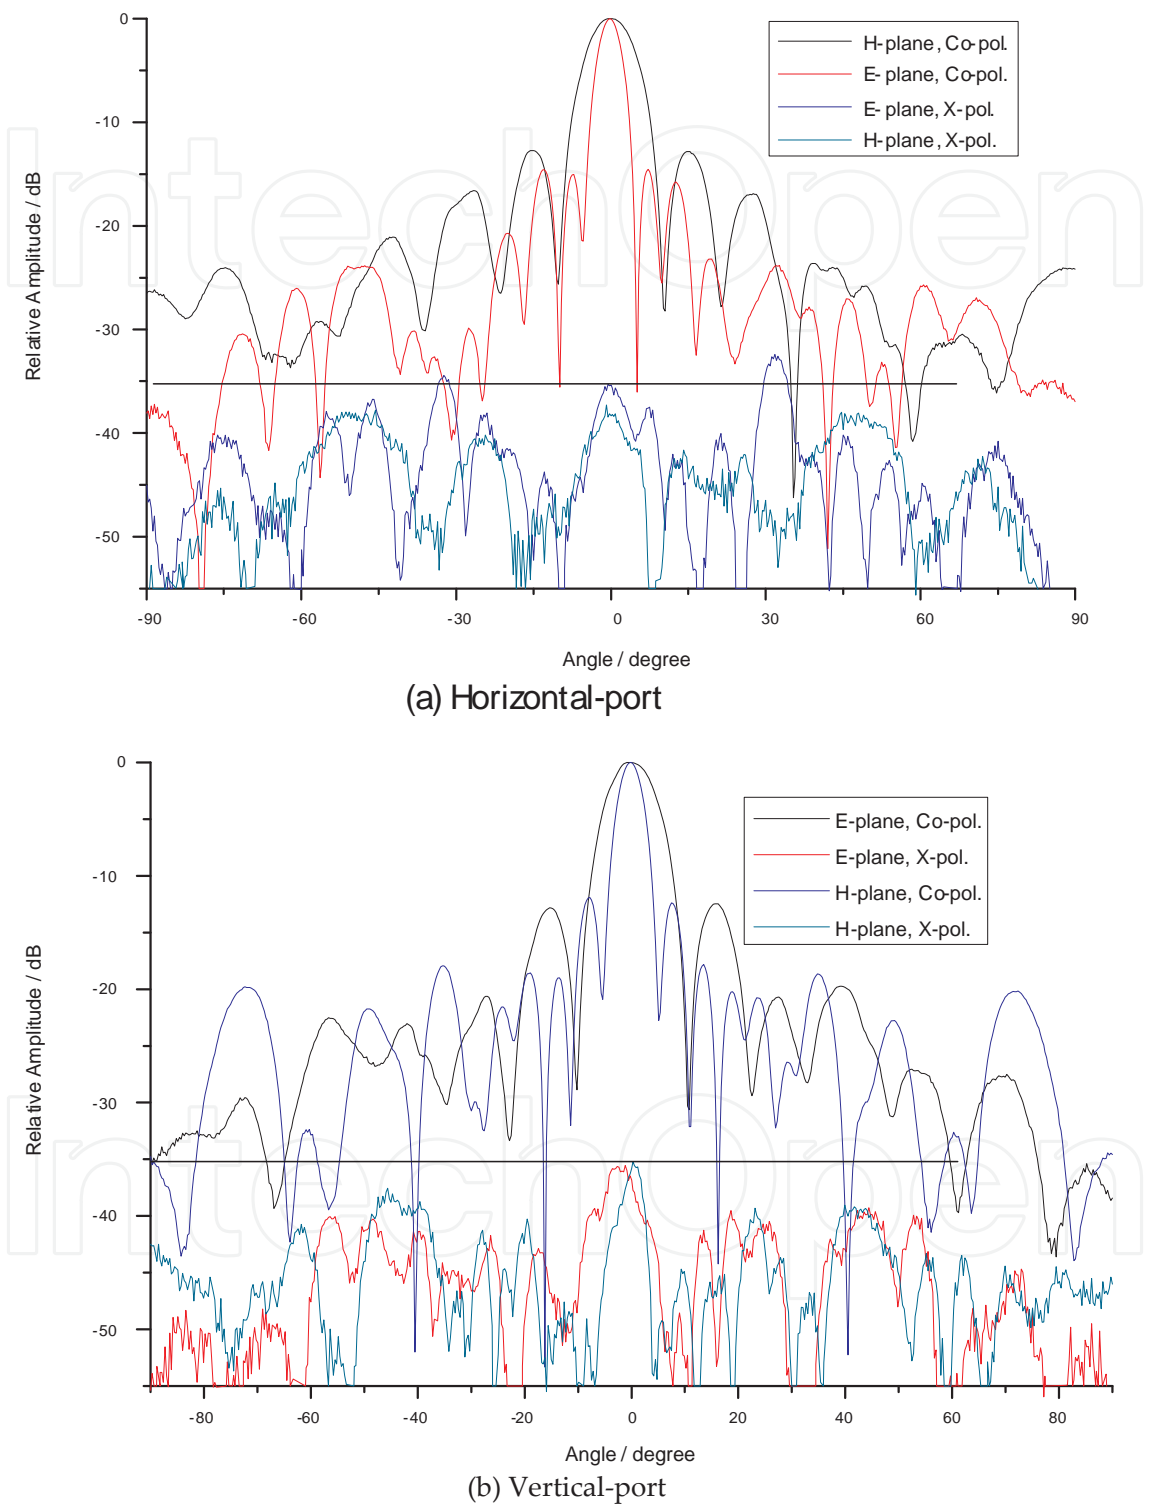 0
-10
-20
-30
-40
-50
Relative Amplitude / dB
H-plane, Co-pol.
E- plane, Co-pol.
E- plane, X-pol.
H-plane, X-pol.
-90
-60
-30
0
30
60
90
Angle / degree
(a) Horizontal-port
IntechOpen
0
-10
-20
-30
-40
-50
Relative Amplitude / dB
E-plane, Co-pol.
E-plane, X-pol.
H-plane, Co-pol.
H-plane, X-pol.
-80
-60
-40
-20
0
20
40
60
80
Angle / degree
(b) Vertical-port
IntechOpen